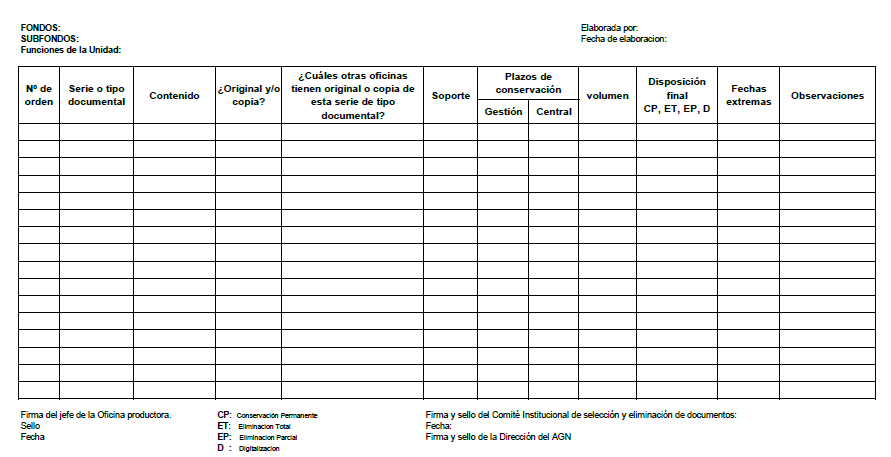 FONDOS:
SUBFONDOS:
Funciones de la Unidad:
Elaborada por:
Fecha de elaboracion:
Nº de
orden
Serie o tipo
documental
Contenido
¿Original y/o
copia?
¿Cuáles otras oficinas
tienen original o copia de
esta serie de tipo
documental?
Soporte
Plazos de
conservación
Gestión
Central
volumen
Disposición
final
CP, ET, EP, D
Fechas
extremas
Observaciones
Firma del jefe de la Oficina productora.
Sello
Fecha
CP: Conservación Permanente
ET: Eliminacion Total
EP: Eliminacion Parcial
D : Digitalizacion
Firma y sello del Comité Institucional de selección y eliminación de documentos:
Fecha:
Firma y sello de la Dirección del AGN